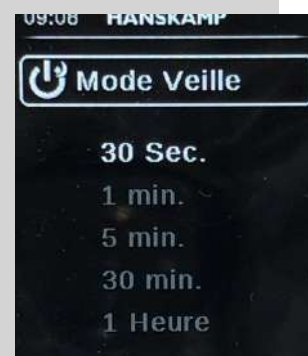 09:08 HANSKAMP
Mode Veille
30 Sec.
1 min.
5 min.
30 min.
1 Heure